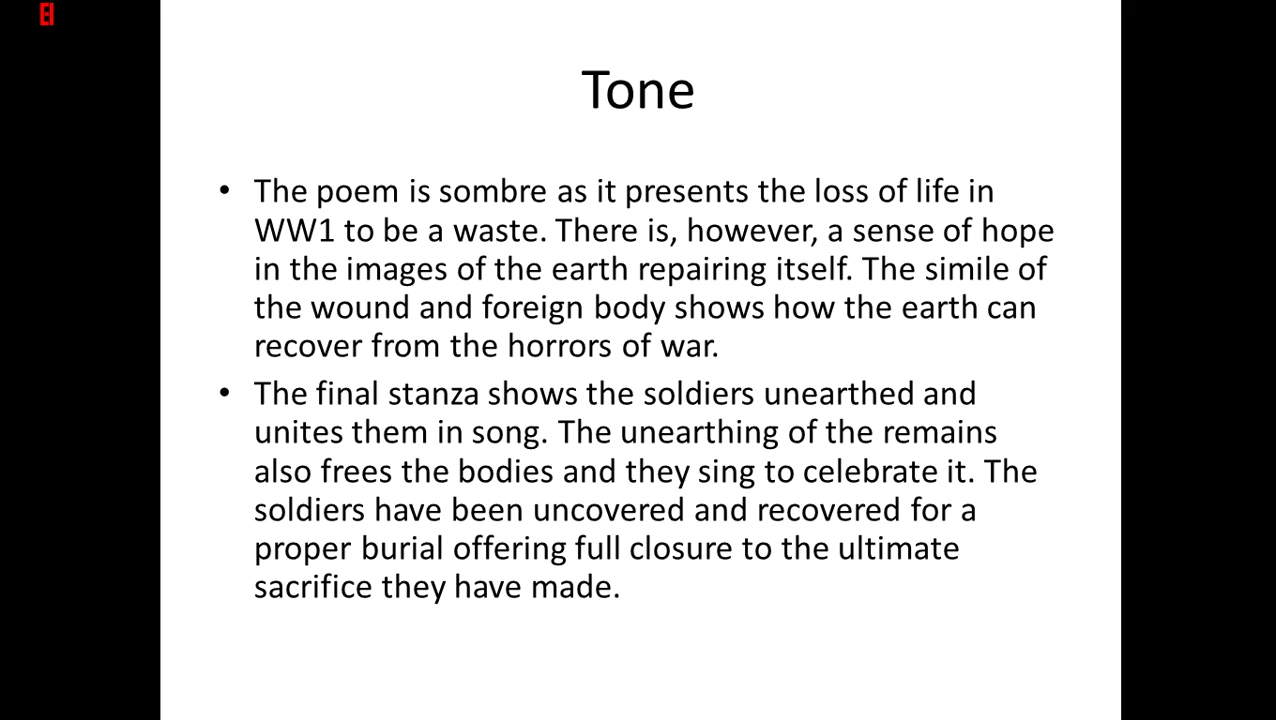 Tone
• The poem is sombre as it presents the loss of life in
WW1 to be a waste. There is, however, a sense of hope
in the images of the earth repairing itself. The simile of
the wound and foreign body shows how the earth can
recover from the horrors of war.
• The final stanza shows the soldiers unearthed and
unites them in song. The unearthing of the remains
also frees the bodies and they sing to celebrate it. The
soldiers have been uncovered and recovered for a
proper burial offering full closure to the ultimate
sacrifice they have made.